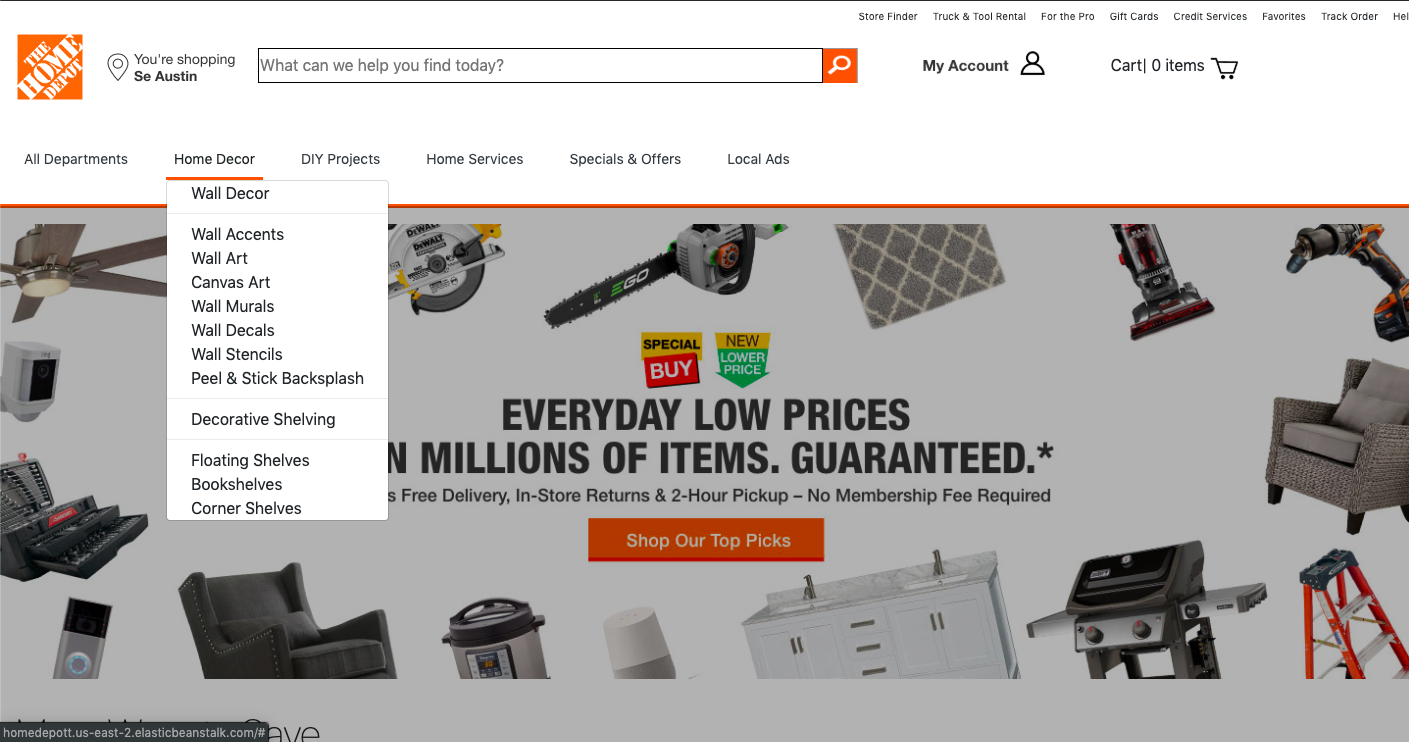 Store Finder Truck & Tool Rental For the Pro Gift Cards Credit Services Favorites Track Order Hel
THE HOME DEPOT
You're shopping
Se Austin
What can we help you find today?
My Account
Cart| 0 items
All Departments Home Decor DIY Projects Home Services Specials & Offers Local Ads
Wall Decor
Wall Accents
Wall Art
Canvas Art
Wall Murals
Wall Decals
Wall Stencils
Peel & Stick Backsplash
Decorative Shelving
Floating Shelves
Bookshelves
Corner Shelves
DEWALT
EGO
ring
SPECIAL
BUY
NEW
LOWER
PRICE
EVERYDAY LOW PRICES
N MILLIONS OF ITEMS. GUARANTEED.*
s Free Delivery, In-Store Returns & 2-Hour Pickup – No Membership Fee Required
Shop Our Top Picks
homedepott.us-east-2.elasticbeanstalk.com/#